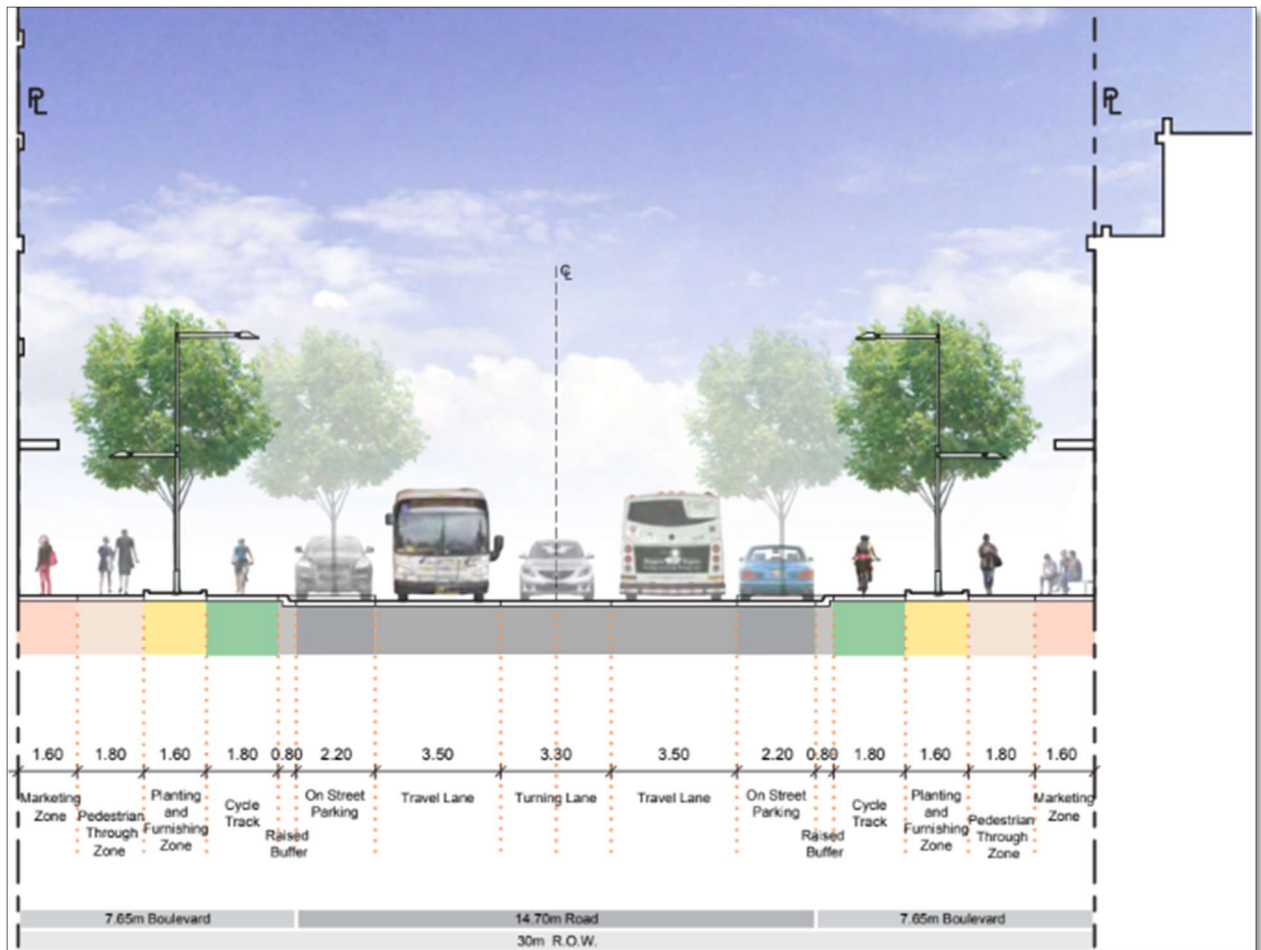 PL
PL
CL
1.60
1.80
1.60
1.80
0.80
2.20
3.50
3.30
3.50
2.20
0.80
1.80
1.60
1.80
1.60
Marketing
Zone
Pedestrian
Through
Zone
Planting
and
Furnishing
Zone
Cycle
Track
Raised
Buffer
On Street
Parking
Travel Lane
Turning Lane
Travel Lane
On Street
Parking
Raised
Buffer
Cycle
Track
Planting
and
Furnishing
Zone
Pedestrian
Through
Zone
Marketing
Zone
7.65m Boulevard
14.70m Road
7.65m Boulevard
30m R.O.W.